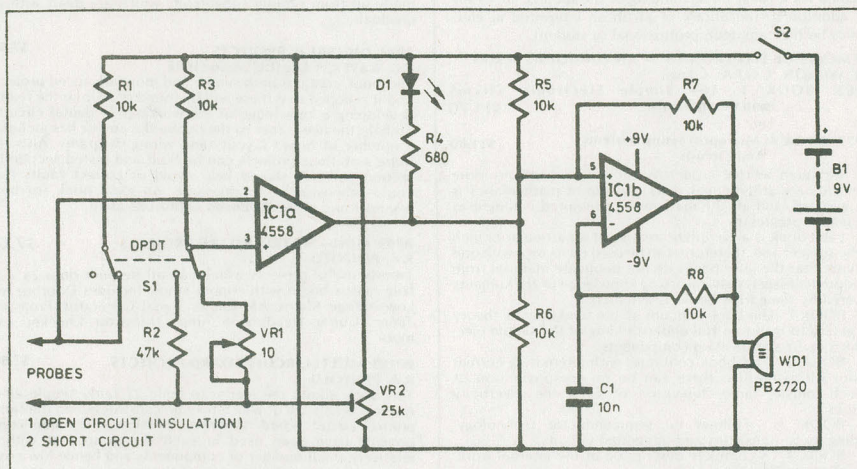 S2
R1
10k
R3
10k
D1
R4
680
R5
10k
R7
10k
+9V
B1
9V
+
-
2
-
3
+
IC1a
4558
5
+
6
-
IC1b
4558
-9V
DPDT
S1
R2
47k
VR1
10
VR2
25k
R6
10k
R8
10k
C1
10n
WD1
PB2720
PROBES
1 OPEN CIRCUIT (INSULATION)
2 SHORT CIRCUIT